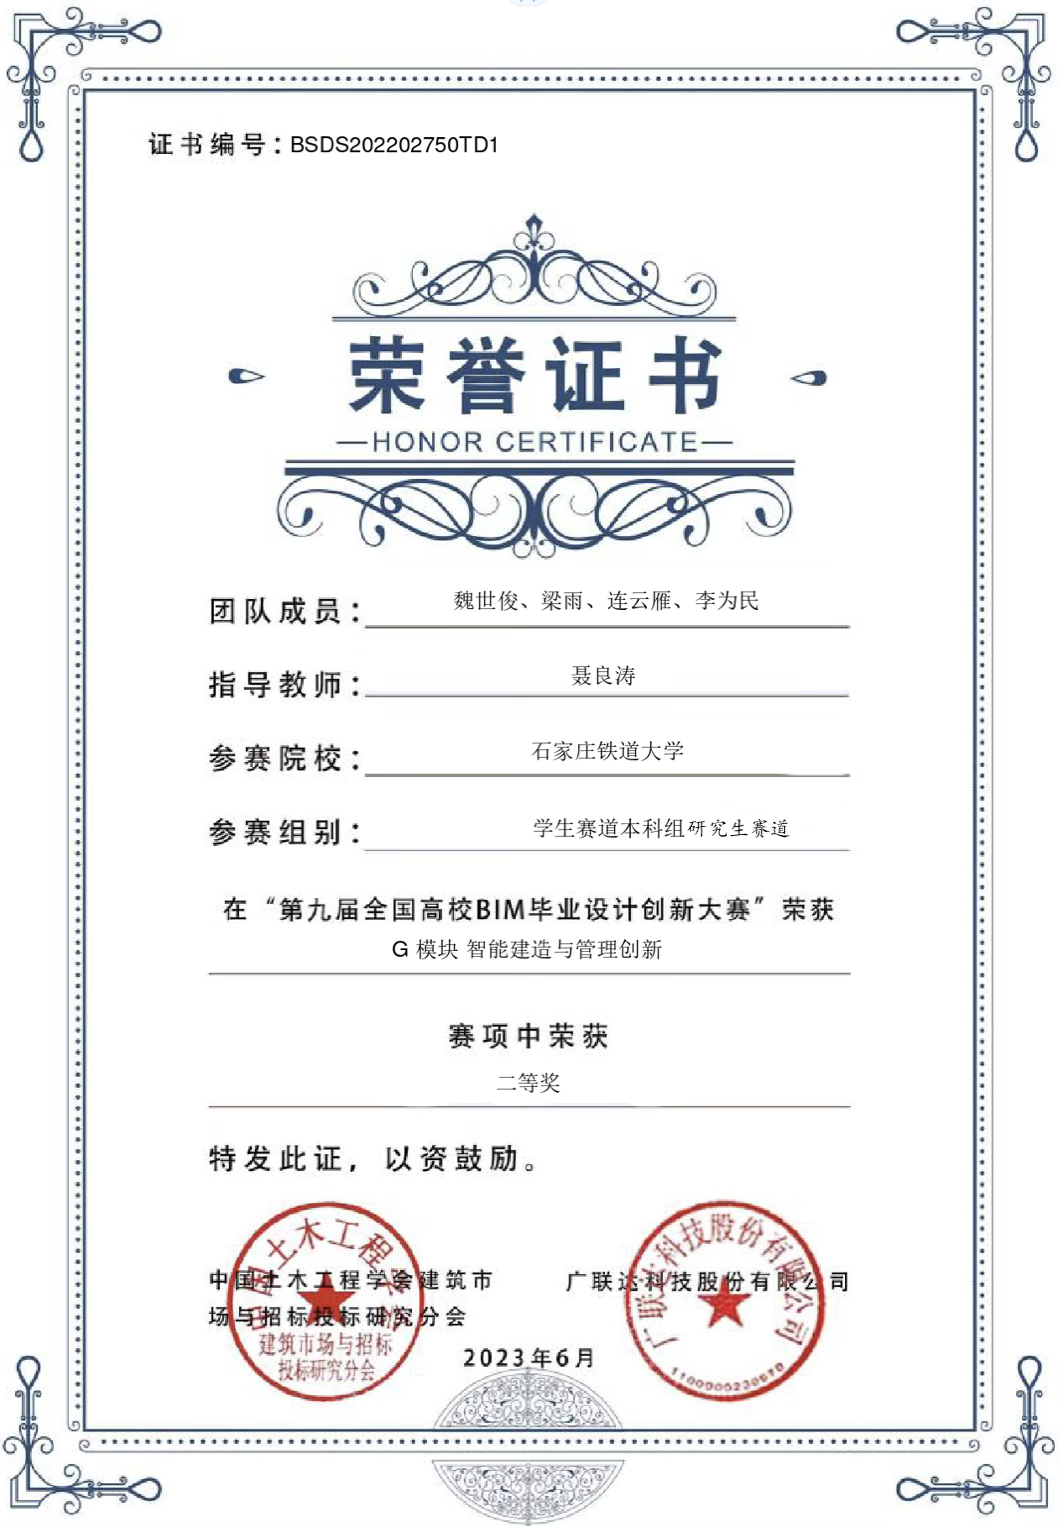 证书编号：BSDS202202750TD1
荣誉证书
—HONOR CERTIFICATE—
团队成员：魏世俊、梁雨、连云雁、李为民
指导教师：聂良涛
参赛院校：石家庄铁道大学
参赛组别：学生赛道本科组研究生赛道
在“第九届全国高校BIM毕业设计创新大赛”荣获
G 模块 智能建造与管理创新
赛项中荣获
二等奖
特发此证，以资鼓励。
中国土木工程学会建筑市
场与招标投标研究分会
广联达科技股份有限公司
2023年6月
中国土木工程学会
建筑市场与招标
投标研究分会
广联达科技股份有限公司